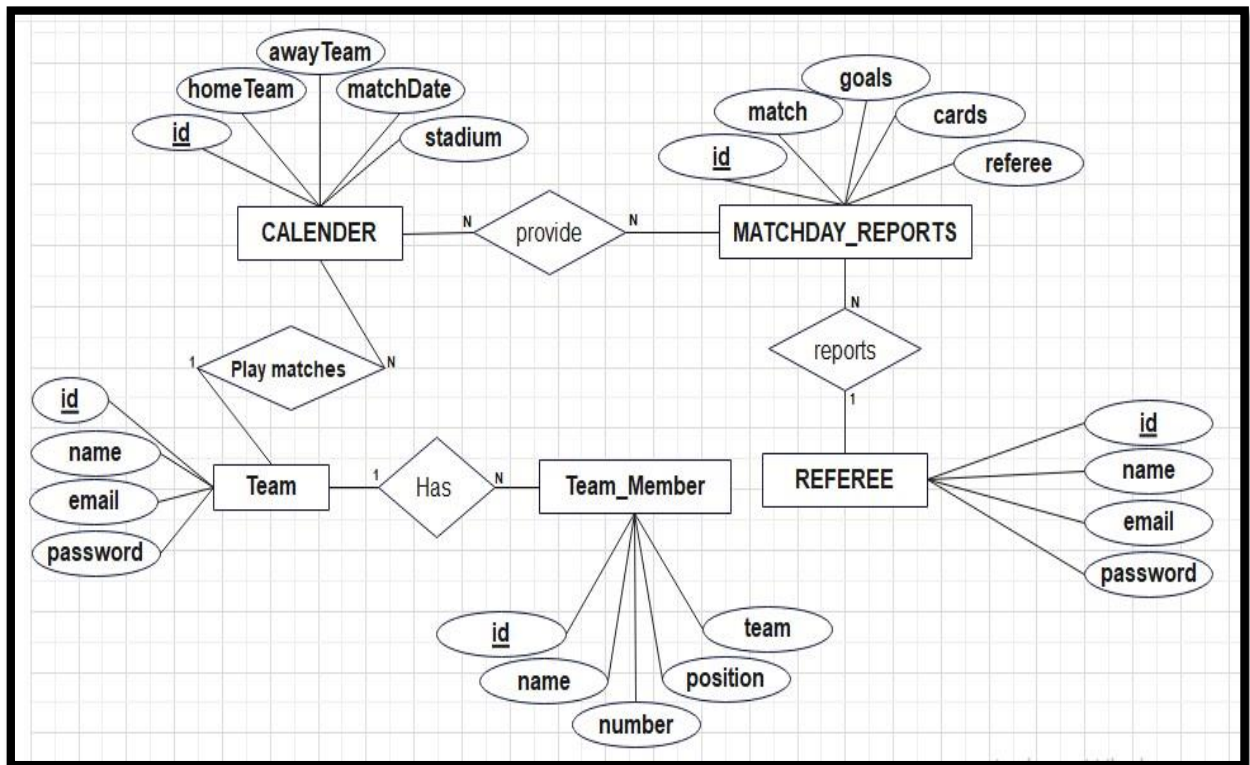 awayTeam
homeTeam
matchDate
id
stadium
CALENDER
goals
match
cards
id
referee
MATCHDAY_REPORTS
N
provide
N
1
Play matches
N
N
reports
1
id
name
email
password
Team
1
Has
N
Team_Member
REFEREE
id
name
email
password
id
name
number
position
team